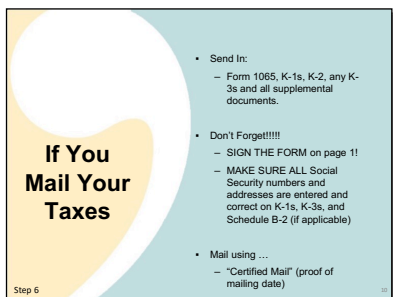 If You
Mail Your
Taxes
▪ Send In:
– Form 1065, K-1s, K-2, any K-
3s and all supplemental
documents.
▪ Don't Forget!!!!!
– SIGN THE FORM on page 1!
– MAKE SURE ALL Social
Security numbers and
addresses are entered and
correct on K-1s, K-3s, and
Schedule B-2 (if applicable)
▪ Mail using …
– "Certified Mail" (proof of
mailing date)
Step 6